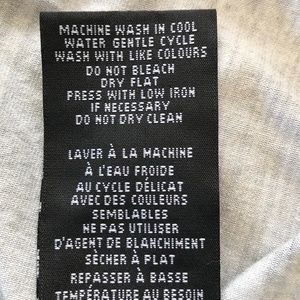 MACHINE WASH IN COOL
WATER GENTLE CYCLE
WASH WITH LIKE COLOURS
DO NOT BLEACH
DRY FLAT
PRESS WITH LOW IRON
IF NECESSARY
DO NOT DRY CLEAN
LAVER À LA MACHINE
À L'EAU FROIDE
AU CYCLE DÉLICAT
AVEC DES COULEURS
SEMBLABLES
NE PAS UTILISER
D'AGENT DE BLANCHIMENT
SÈCHER À PLAT
REPASSER À BASSE
TEMPÉRATURE AU BESOIN